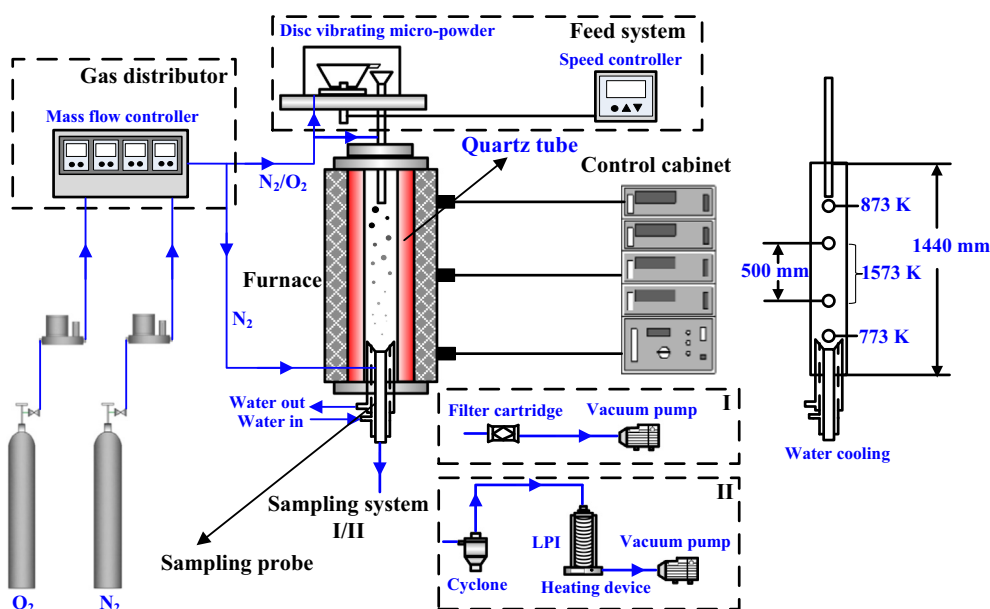 Disc vibrating micro-powder
Feed system
Speed controller
Gas distributor
Mass flow controller
N₂/O₂
Quartz tube
Control cabinet
Furnace
N₂
Water out
Water in
Sampling system
I/II
Sampling probe
O₂
N₂
I
Filter cartridge
Vacuum pump
II
LPI
Vacuum pump
Cyclone
Heating device
873 K
1440 mm
500 mm
1573 K
773 K
Water cooling